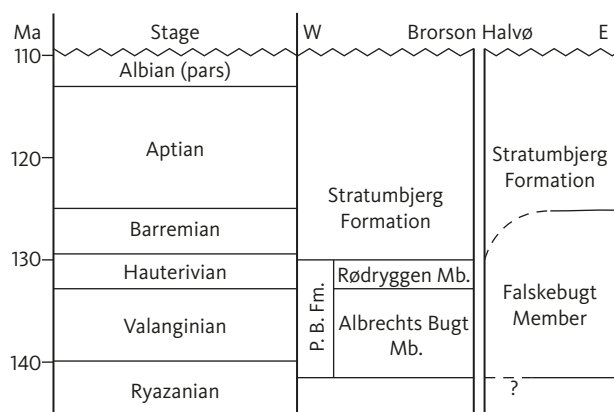 Ma Stage W Brorson Halvø E
110
Albian (pars)
Aptian
120
Stratumbjerg
Formation
Stratumbjerg
Formation
Barremian
130
Hauterivian
P. B. Fm.
Rødryggen Mb.
Falskebugt
Member
Valanginian
Albrechts Bugt
Mb.
140
Ryazanian
?